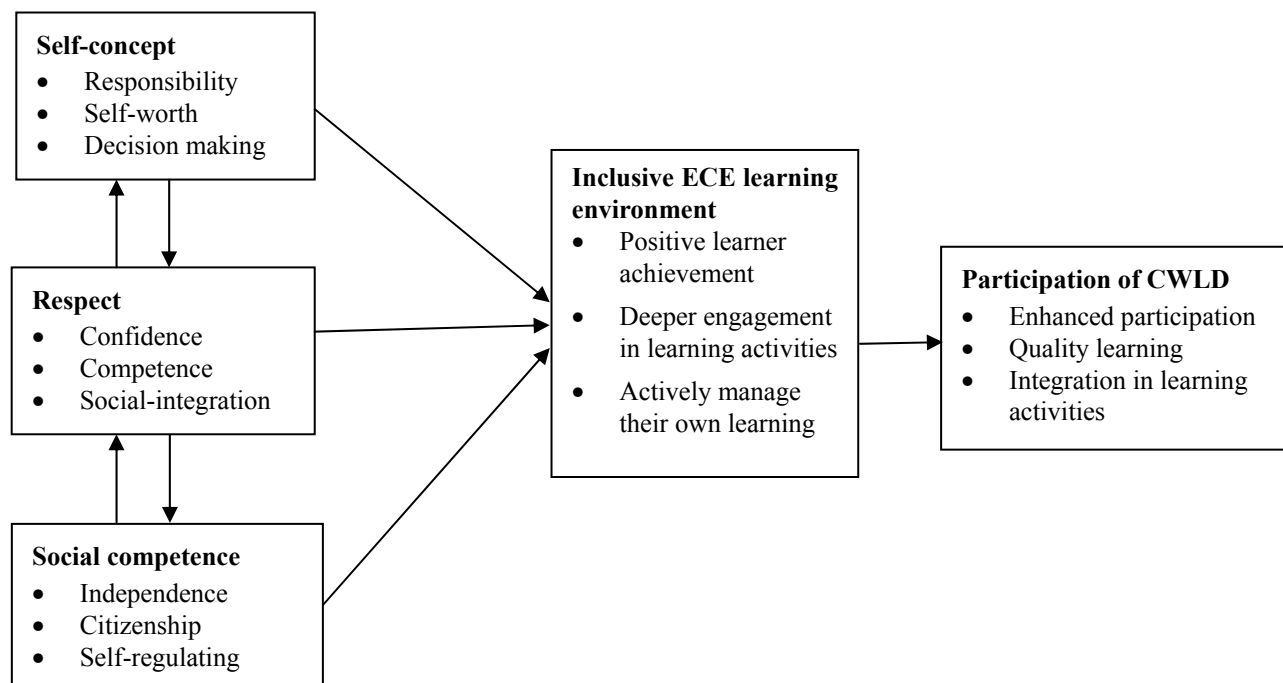 Self-concept
• Responsibility
• Self-worth
• Decision making
Respect
• Confidence
• Competence
• Social-integration
Social competence
• Independence
• Citizenship
• Self-regulating
Inclusive ECE learning
environment
• Positive learner
achievement
• Deeper engagement
in learning activities
• Actively manage
their own learning
Participation of CWLD
• Enhanced participation
• Quality learning
• Integration in learning
activities